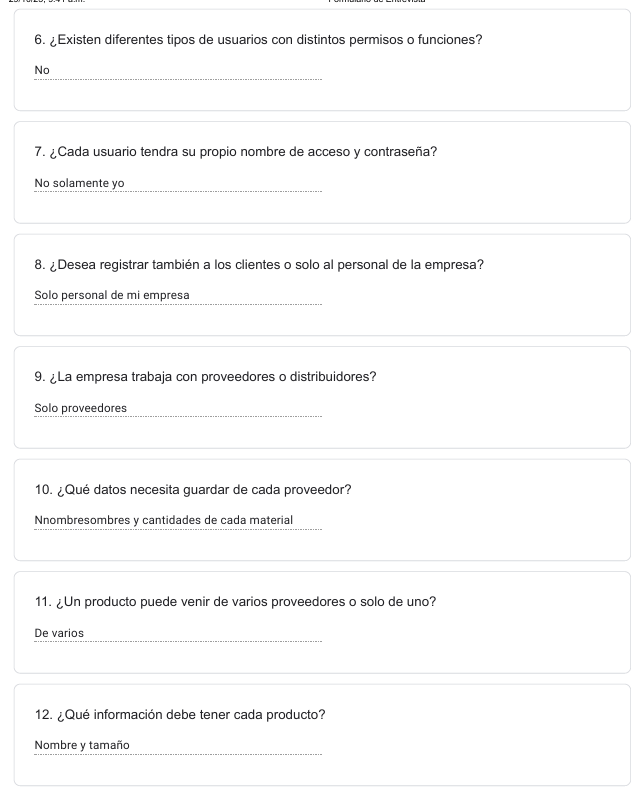 6. ¿Existen diferentes tipos de usuarios con distintos permisos o funciones?
No
7. ¿Cada usuario tendra su propio nombre de acceso y contraseña?
No solamente yo
8. ¿Desea registrar también a los clientes o solo al personal de la empresa?
Solo personal de mi empresa
9. ¿La empresa trabaja con proveedores o distribuidores?
Solo proveedores
10. ¿Qué datos necesita guardar de cada proveedor?
Nnombresombres y cantidades de cada material
11. ¿Un producto puede venir de varios proveedores o solo de uno?
De varios
12. ¿Qué información debe tener cada producto?
Nombre y tamaño